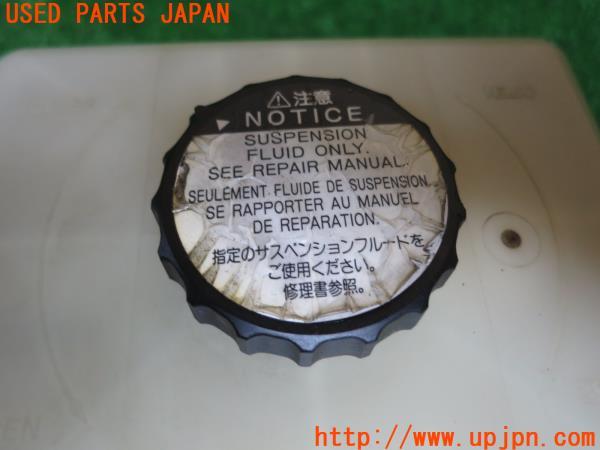 USED PARTS JAPAN
⚠注意
▶ NOTICE
SUSPENSION
FLUID ONLY.
SEE REPAIR MANUAL.
SEULEMENT FLUIDE DE SUSPENSION.
SE RAPPORTER AU MANUEL
DE REPARATION.
指定のサスペンションフルードを
ご使用ください。
修理書参照。
http://www.upjpn.com/